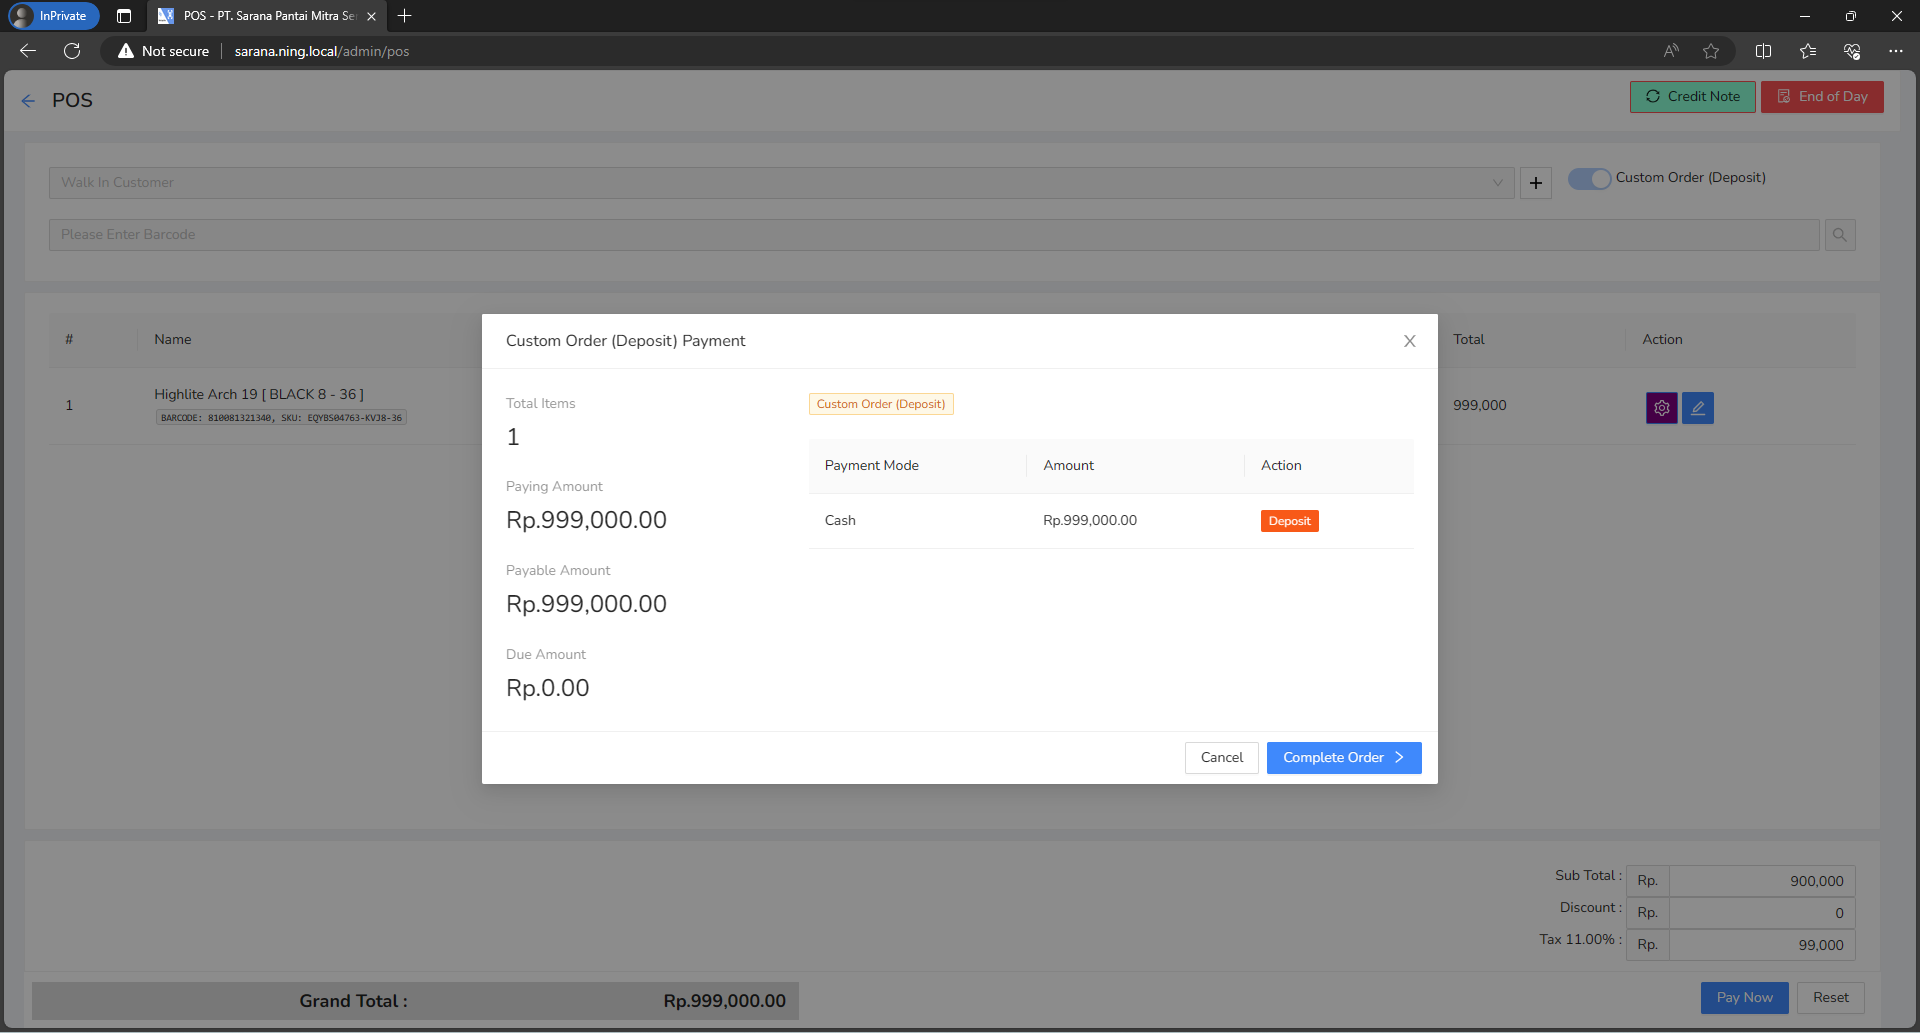 InPrivate
POS - PT. Sarana Pantai Mitra Se
Not secure
sarana.ning.local/admin/pos
POS
Credit Note
End of Day
Walk In Customer
Custom Order (Deposit)
Please Enter Barcode
# Name Total Action
1
Highlite Arch 19 [ BLACK 8 - 36 ]
BARCODE: 810081321340, SKU: EQYBS04763-KVJ8-36
999,000
Custom Order (Deposit) Payment
Total Items
1
Paying Amount
Rp.999,000.00
Payable Amount
Rp.999,000.00
Due Amount
Rp.0.00
Custom Order (Deposit)
Payment Mode Amount Action
Cash Rp.999,000.00 Deposit
Cancel
Complete Order
Sub Total : Rp. 900,000
Discount : Rp. 0
Tax 11.00% : Rp. 99,000
Grand Total : Rp.999,000.00
Pay Now
Reset